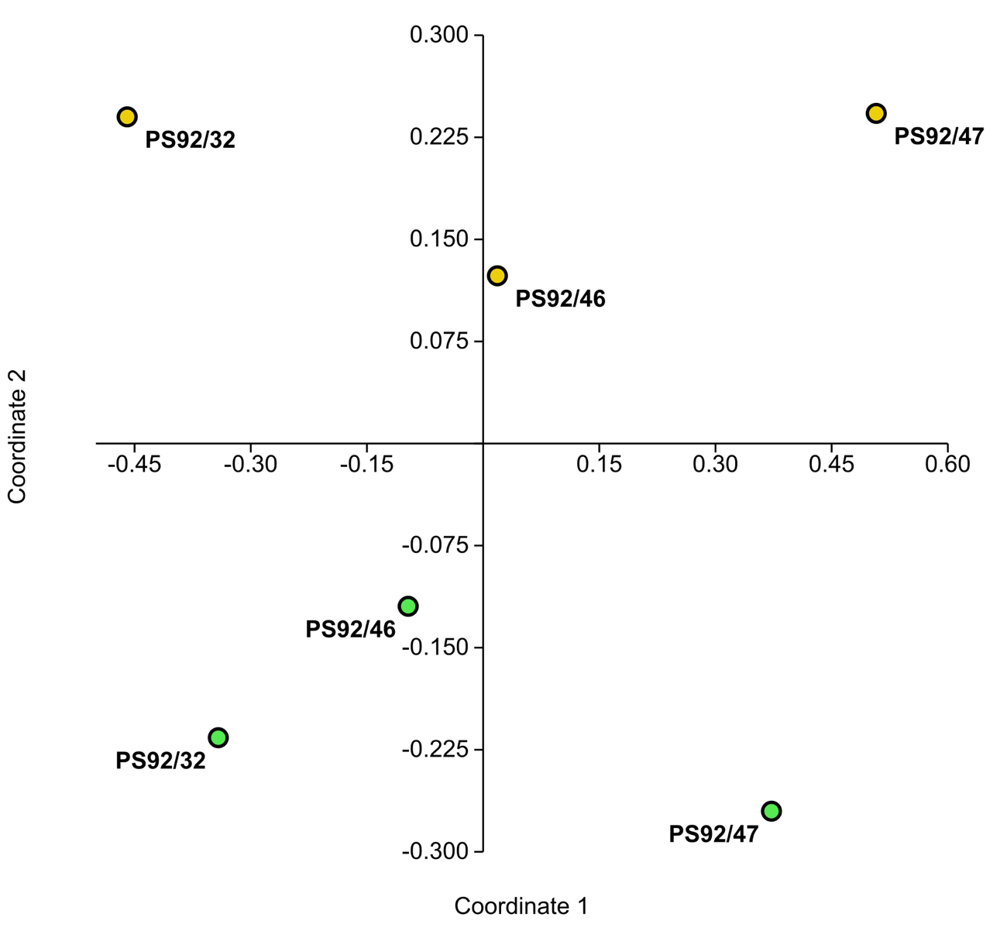 0.300
PS92/32
0.225
PS92/47
0.150
PS92/46
0.075
Coordinate 2
-0.45 -0.30 -0.15 0.15 0.30 0.45 0.60
-0.075
PS92/46
-0.150
-0.225
PS92/32
PS92/47
-0.300
Coordinate 1